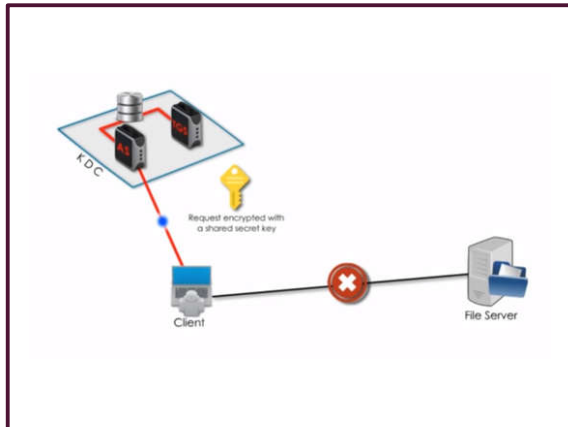 TGS
AS
KDC
Request encrypted with
a shared secret key
Client
File Server